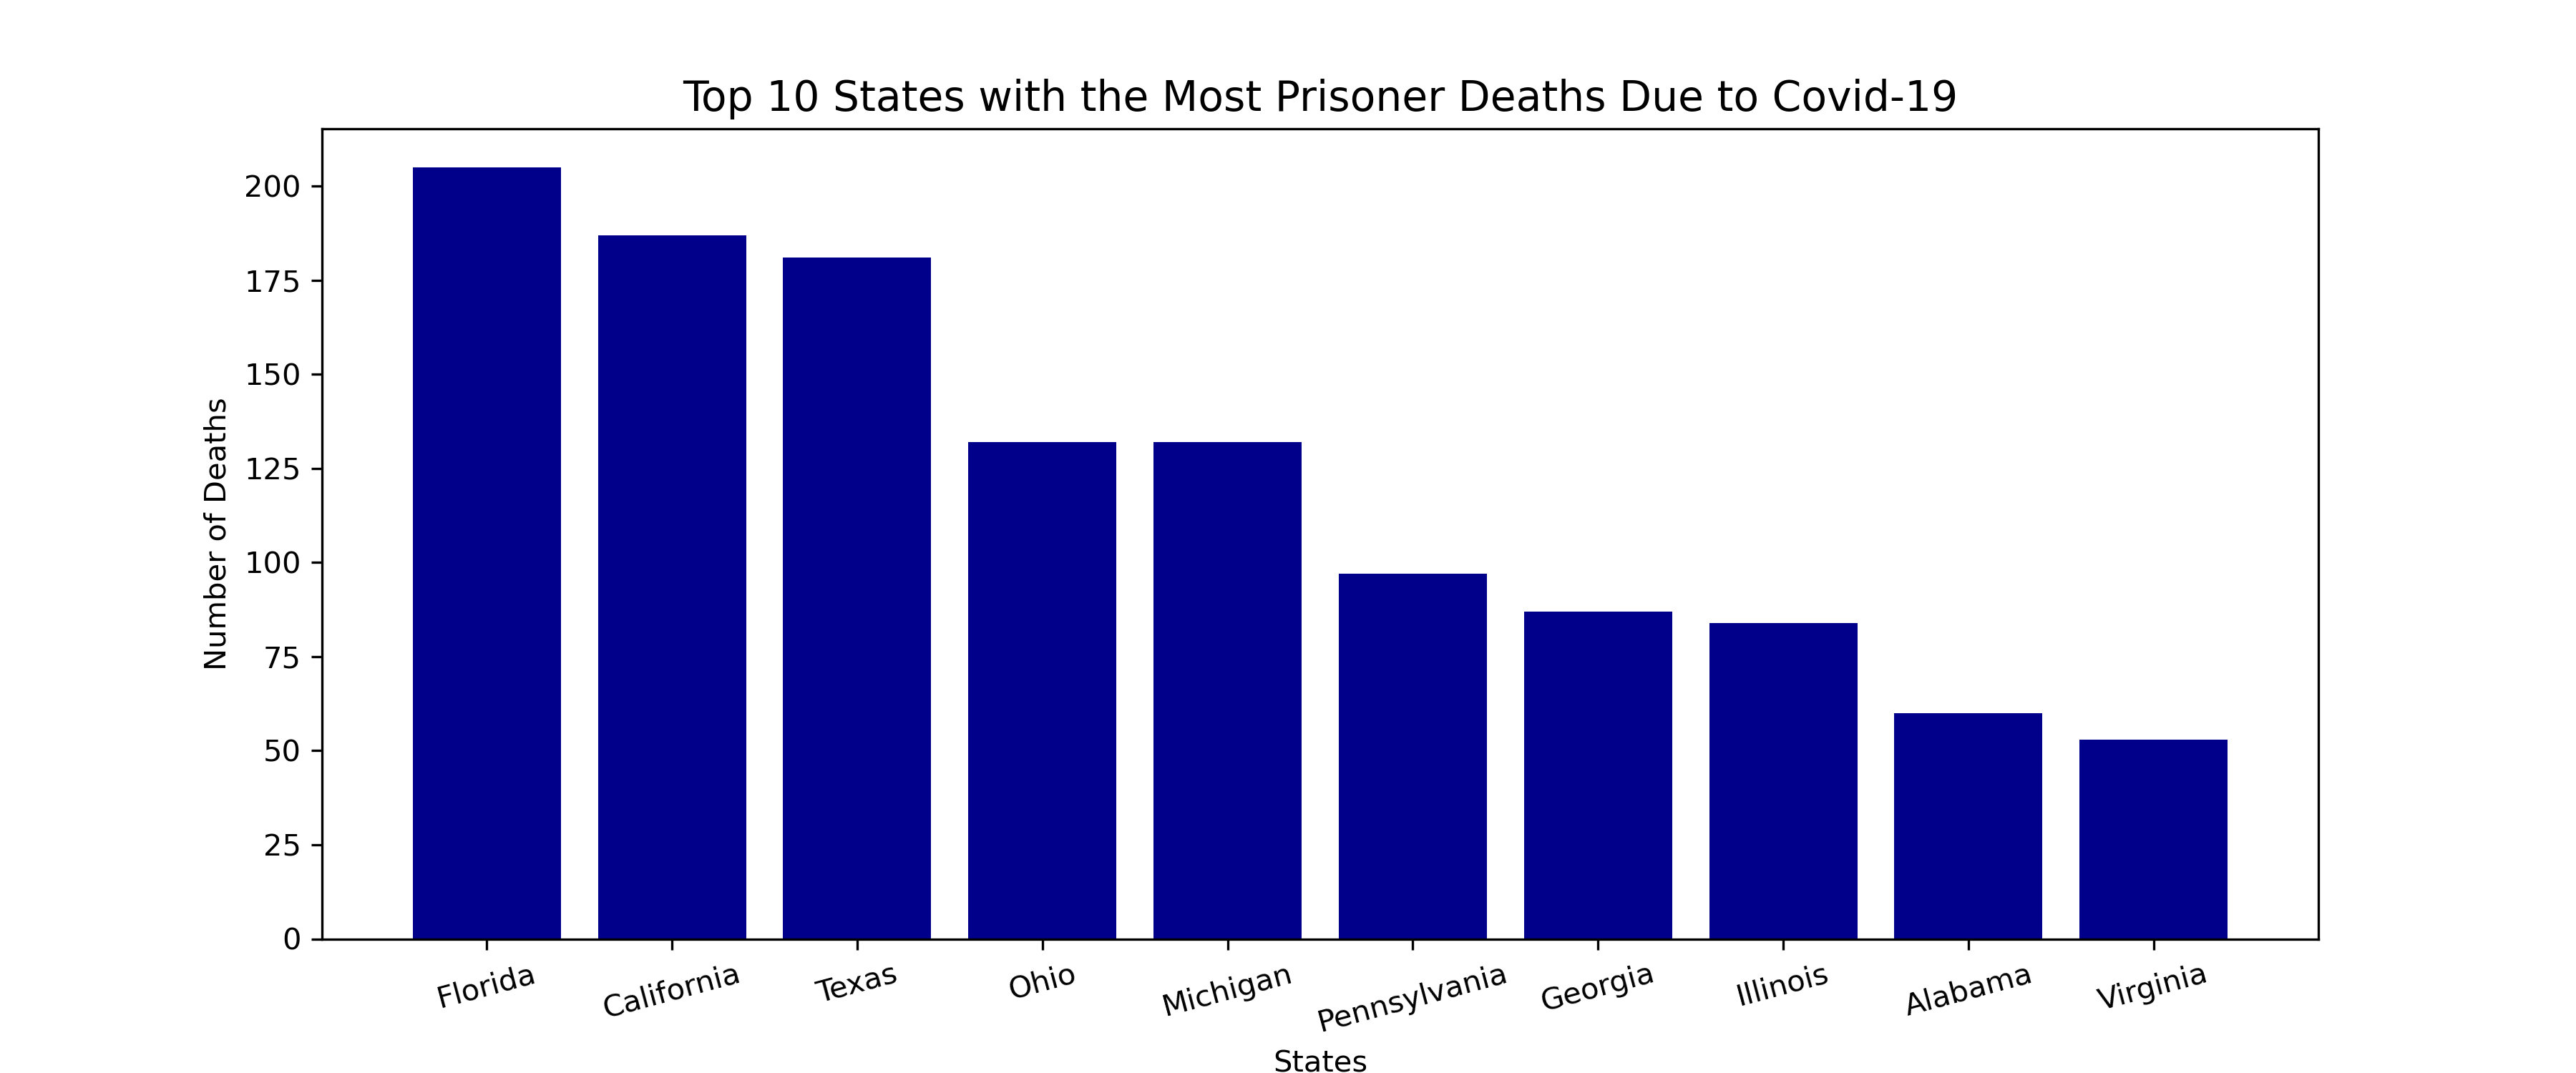 Top 10 States with the Most Prisoner Deaths Due to Covid-19
Number of Deaths
200
175
150
125
100
75
50
25
0
Florida
California
Texas
Ohio
Michigan
Pennsylvania
Georgia
Illinois
Alabama
Virginia
States